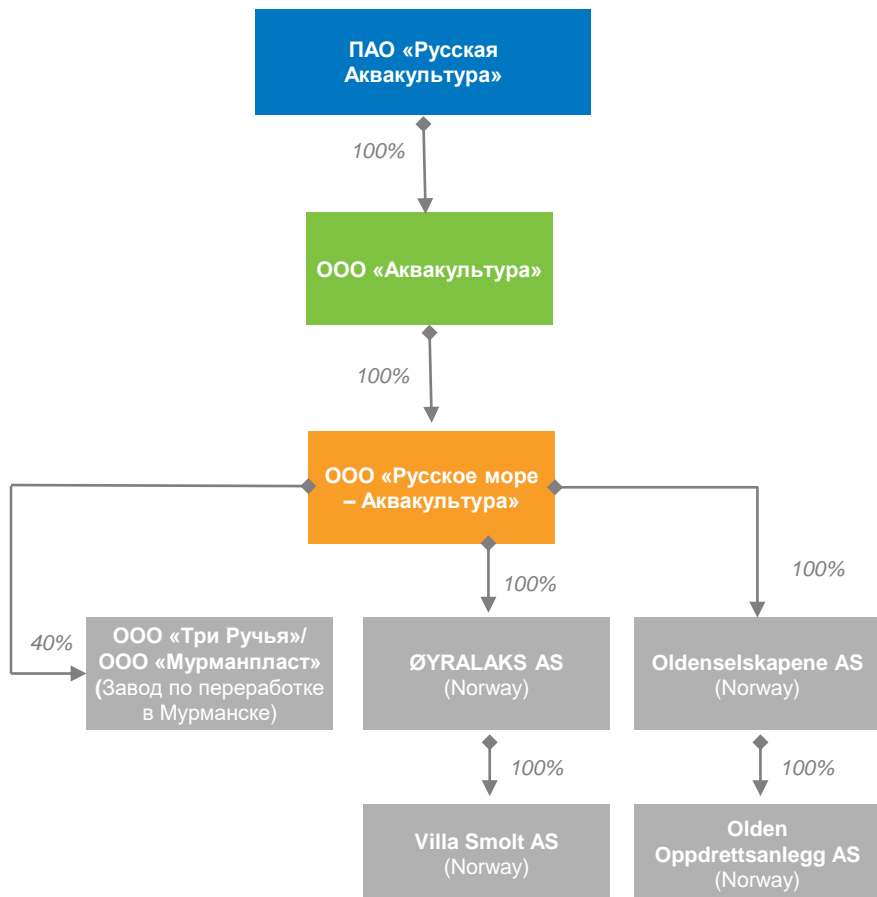 ПАО «Русская
Аквакультура»
100%
ООО «Аквакультура»
100%
ООО «Русское море
– Аквакультура»
100%
100%
40%
ООО «Три Ручья»/
ООО «Мурманпласт»
(Завод по переработке
в Мурманске)
ØYRALAKS AS
(Norway)
Oldenselskapene AS
(Norway)
100%
100%
Villa Smolt AS
(Norway)
Olden
Oppdrettsanlegg AS
(Norway)